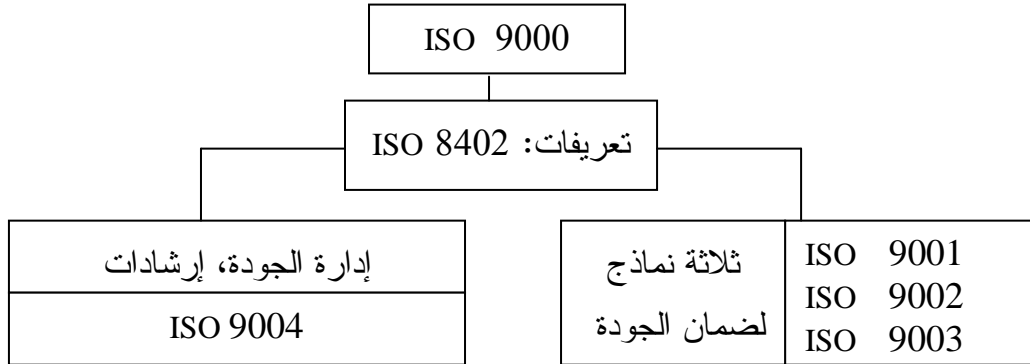 ISO 9000
تعريفات: ISO 8402
إدارة الجودة، إرشادات
ISO 9004
ثلاثة نماذج
لضمان الجودة
ISO 9001
ISO 9002
ISO 9003